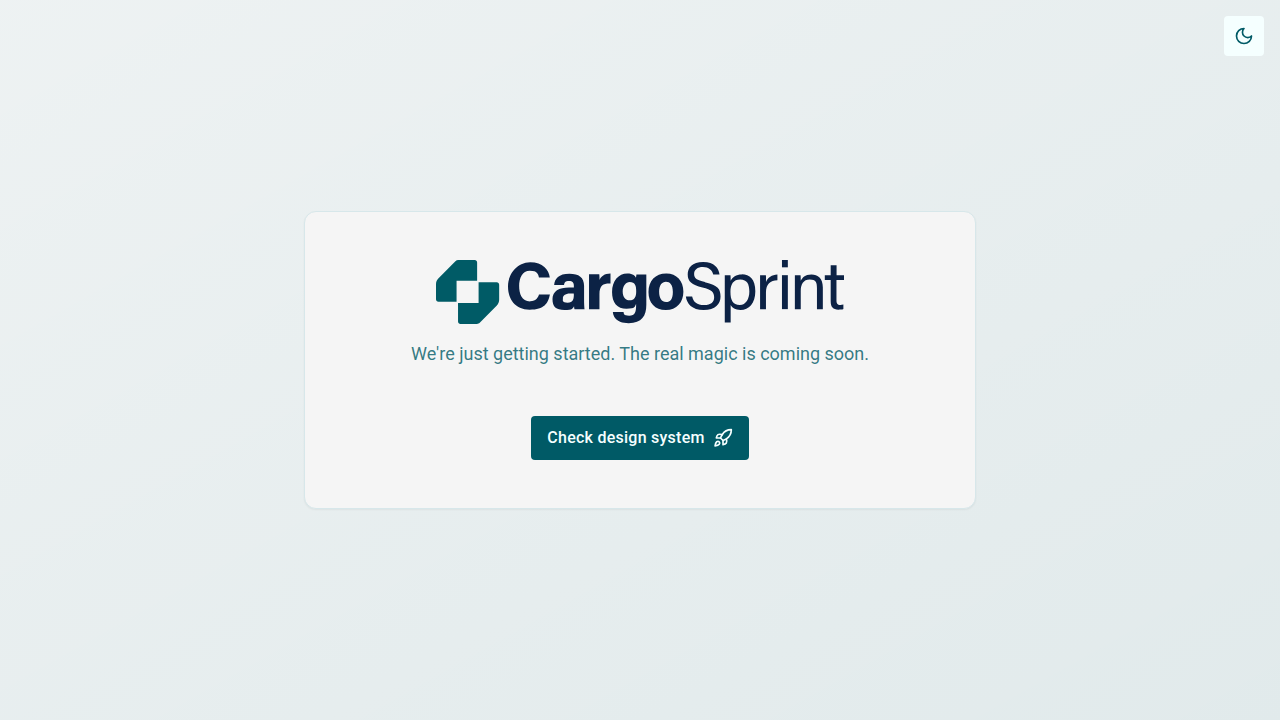 CargoSprint
We're just getting started. The real magic is coming soon.
Check design system